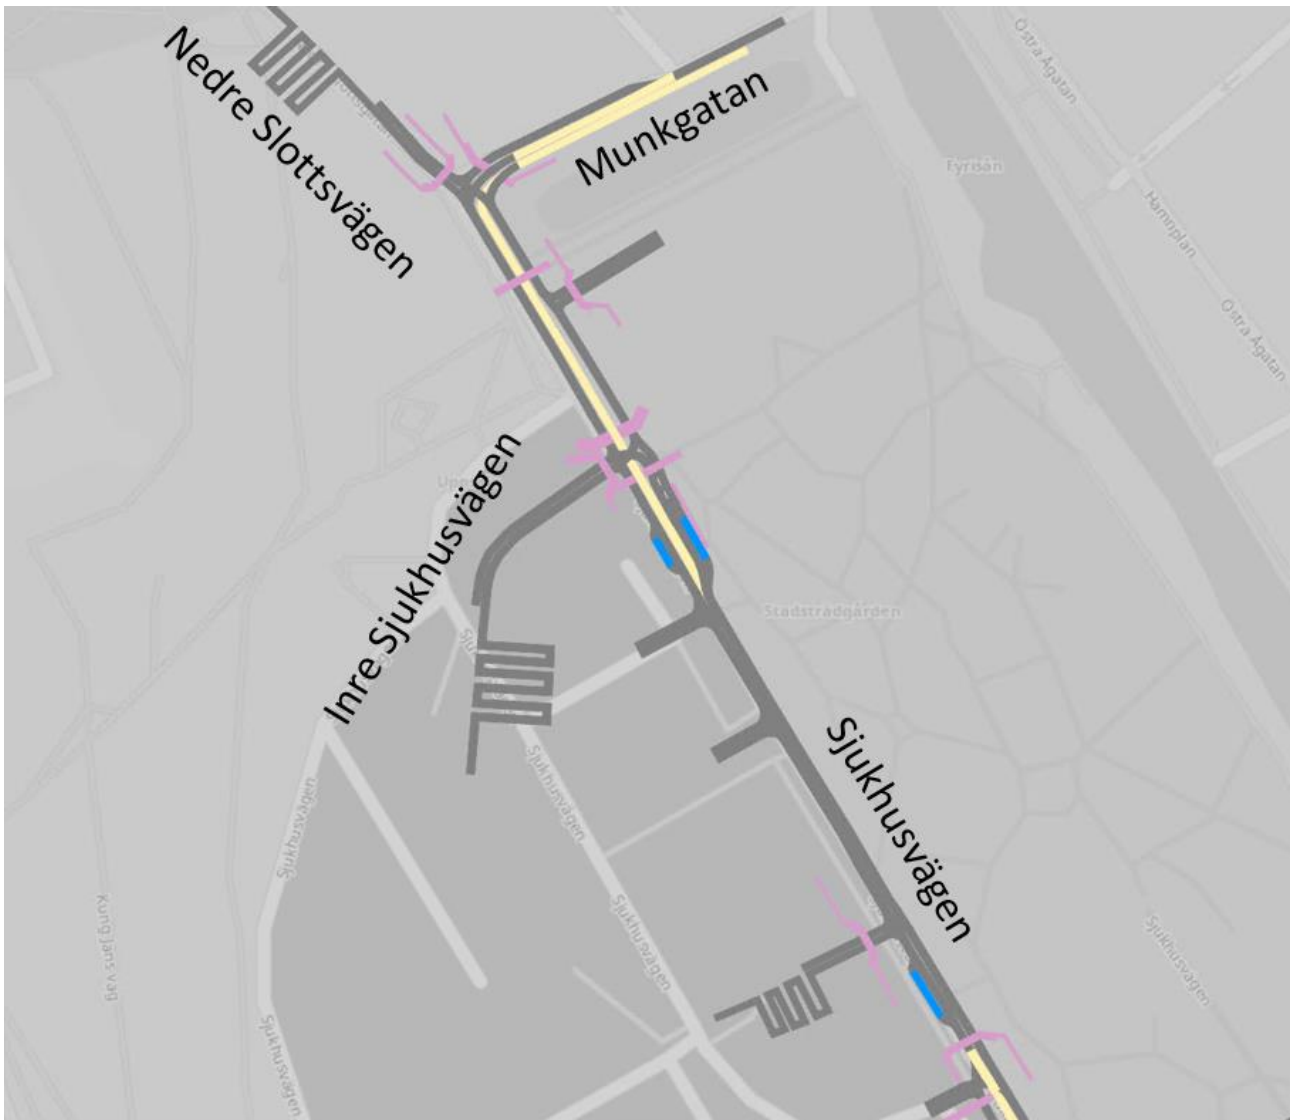 Nedre Slottsvägen
Munkgatan
Östra Ågatan
Fyrisån
Hamnplan
Östra Ågatan
Inre Sjukhusvägen
Stadsträdgården
Sjukhusvägen
Sjukhusvägen
Sjukhusvägen
Sjukhusvägen
Sjukhusvägen
Kung Jans väg
Sjukhusvägen